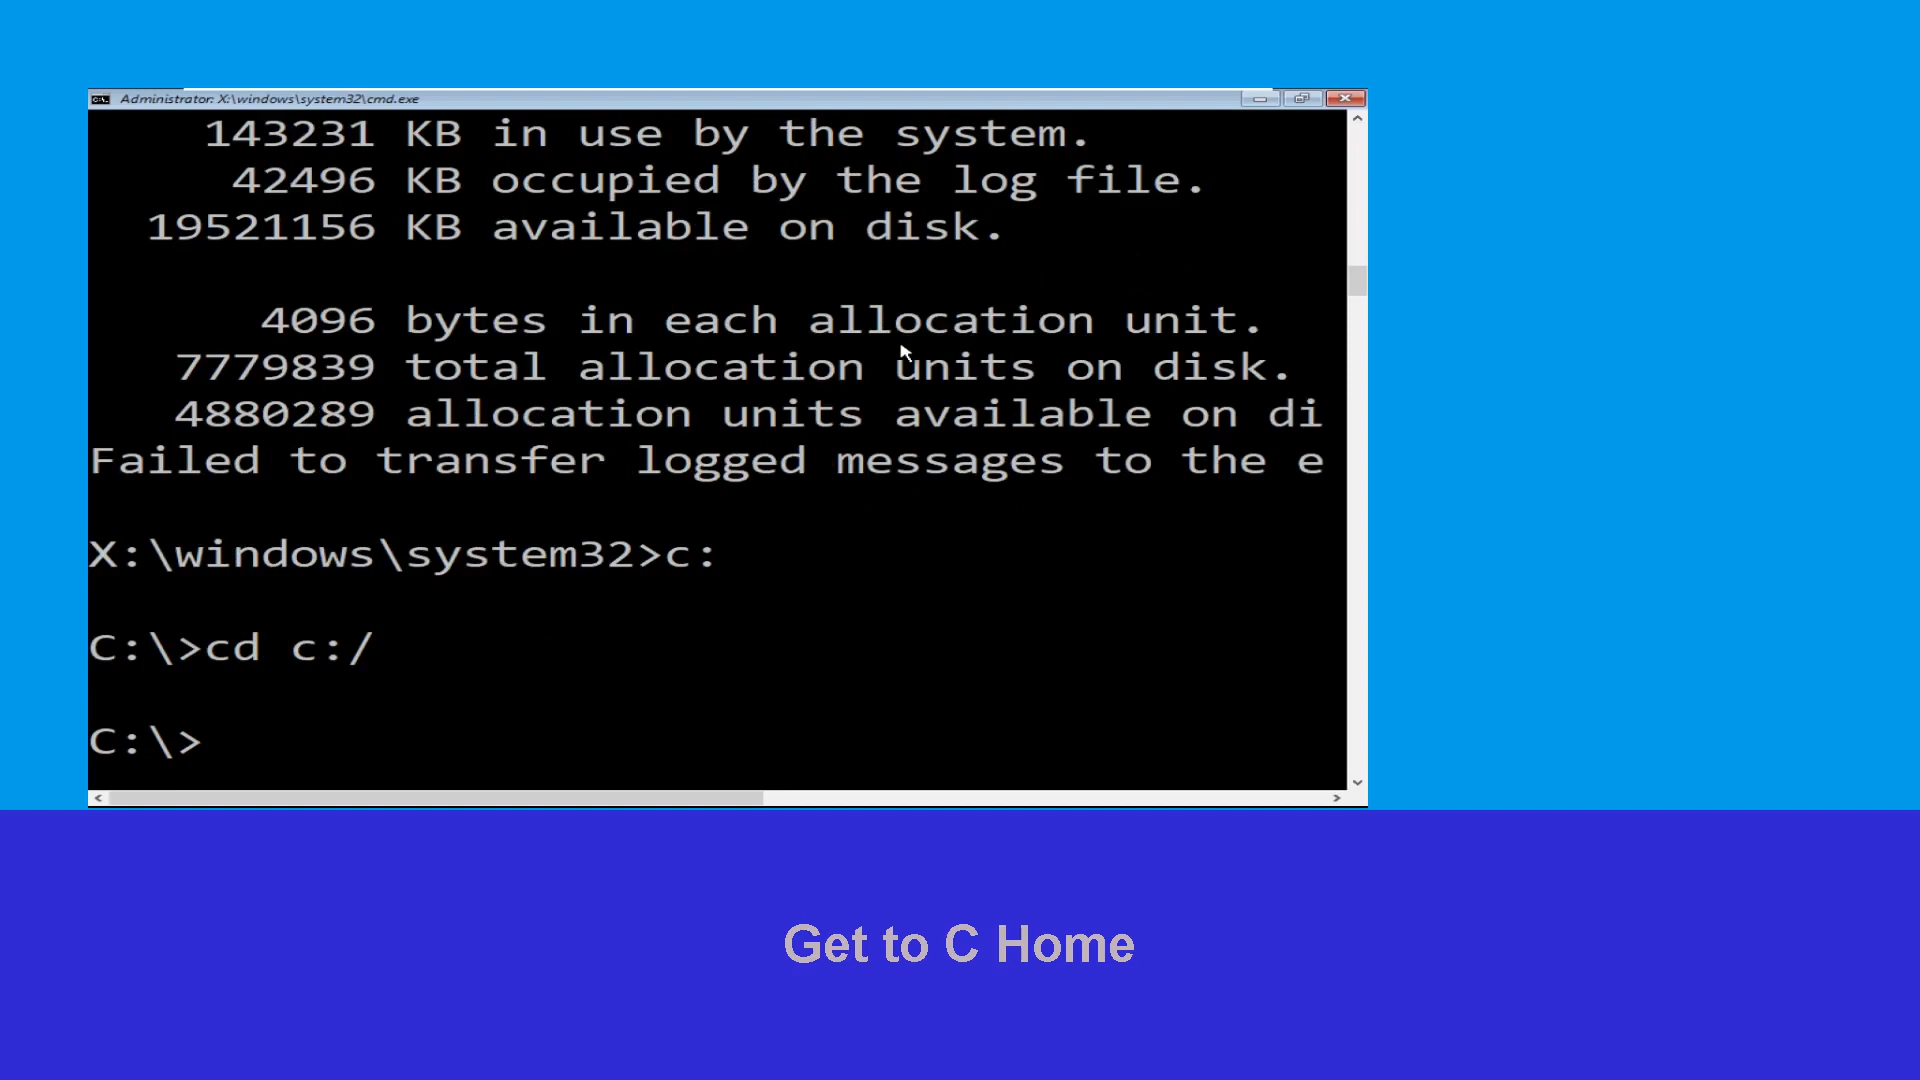 Administrator: X:\windows\system32\cmd.exe
143231 KB in use by the system.
42496 KB occupied by the log file.
19521156 KB available on disk.
4096 bytes in each allocation unit.
7779839 total allocation units on disk.
4880289 allocation units available on di
Failed to transfer logged messages to the e
X:\windows\system32>c:
C:\>cd c:/
C:\>
Get to C Home